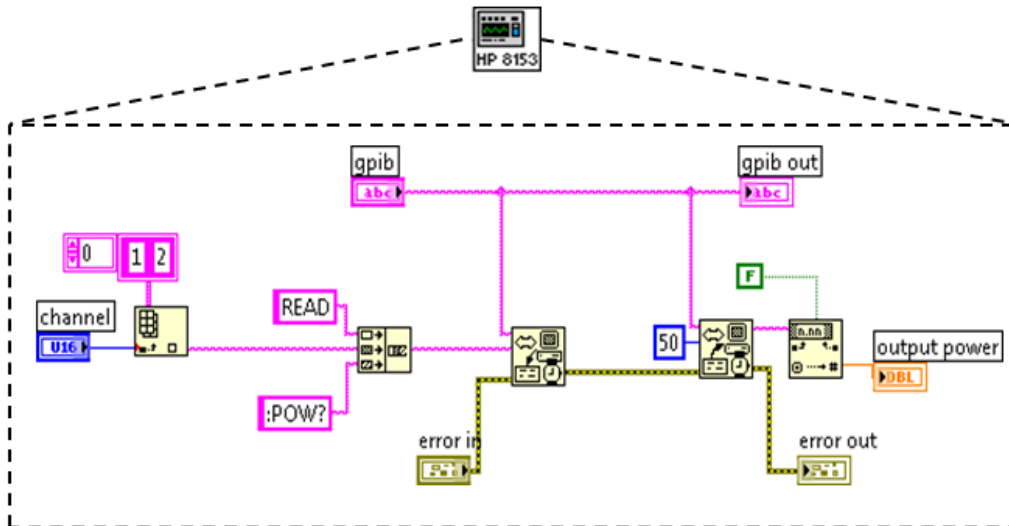 HP 8153
gpib
gpib out
abc
abc
0
1 2
channel
U16
READ
F
n.nn
50
output power
DBL
:POW?
error in
error out